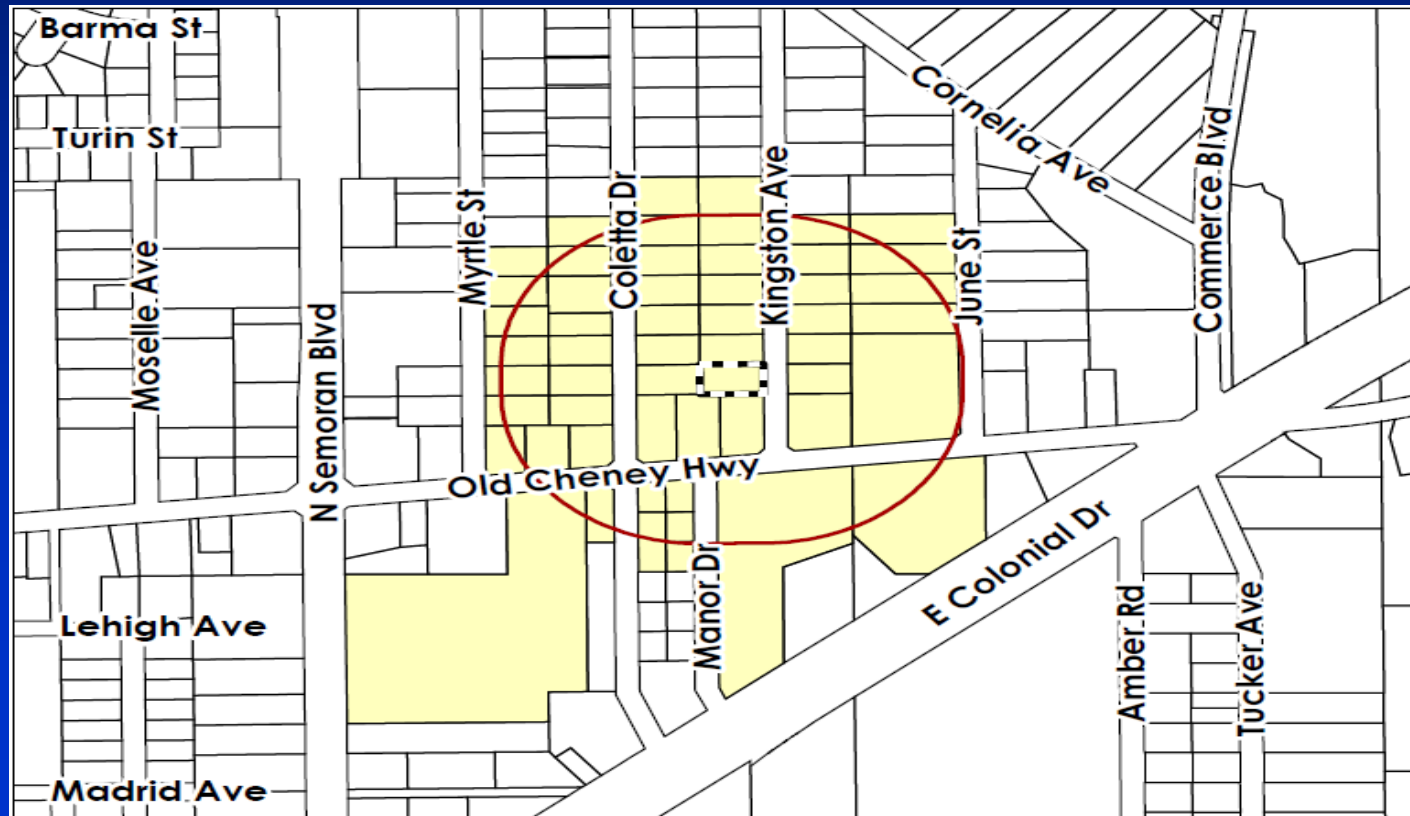 Barma St
Turin St
Cornelia Ave
Commerce Blvd
Moselle Ave
N Semoran Blvd
Myrtle St
Coletta Dr
Kingston Ave
June St
Old Cheney Hwy
E Colonial Dr
Manor Dr
Lehigh Ave
Amber Rd
Tucker Ave
Madrid Ave